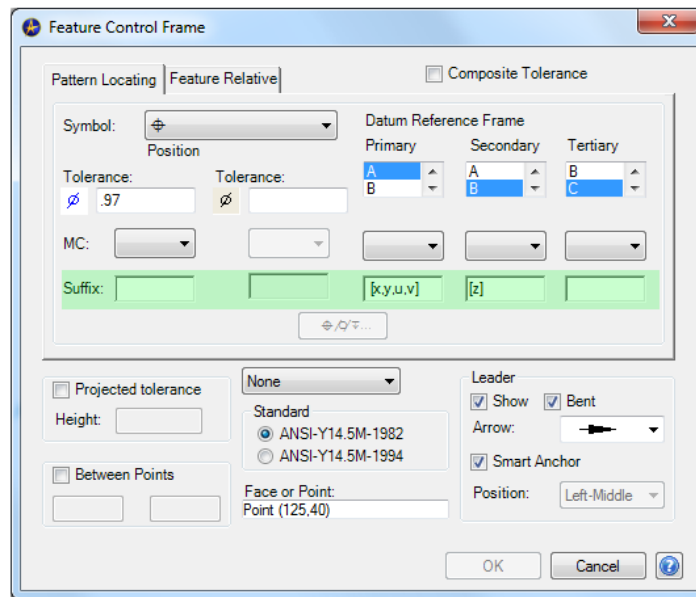 Feature Control Frame
Pattern Locating Feature Relative
Composite Tolerance
Symbol:
Position
Datum Reference Frame
Primary Secondary Tertiary
A A B
B B C
Tolerance: Tolerance:
Ø .97 Ø
MC:
Suffix: [x,y,u,v] [z]
Projected tolerance
Height:
Between Points
None
Standard
ANSI-Y14.5M-1982
ANSI-Y14.5M-1994
Face or Point:
Point (125,40)
Leader
Show Bent
Arrow:
Smart Anchor
Position: Left-Middle
OK Cancel ?